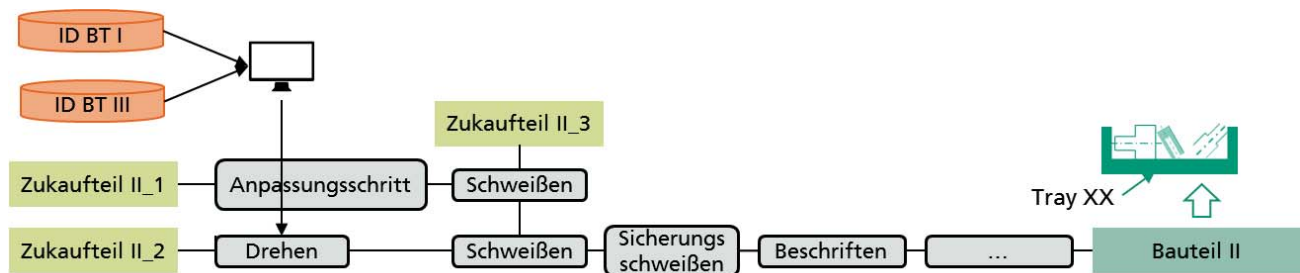 ID BT I
ID BT III
Zukaufteil II_3
Zukaufteil II_1
Anpassungsschritt
Schweißen
Tray XX
Zukaufteil II_2
Drehen
Schweißen
Sicherungs
schweißen
Beschriften
...
Bauteil II